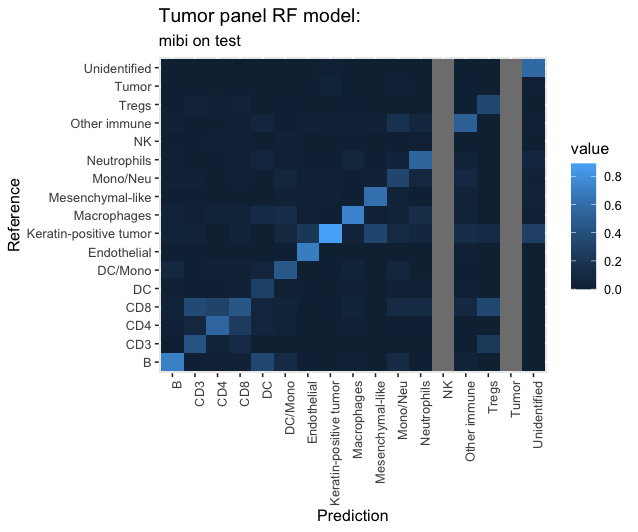 Tumor panel RF model:
mibi on test
Reference
Unidentified
Tumor
Tregs
Other immune
NK
Neutrophils
Mono/Neu
Mesenchymal-like
Macrophages
Keratin-positive tumor
Endothelial
DC/Mono
DC
CD8
CD4
CD3
B
value
0.8
0.6
0.4
0.2
0.0
B
CD3
CD4
CD8
DC
DC/Mono
Endothelial
Keratin-positive tumor
Macrophages
Mesenchymal-like
Mono/Neu
Neutrophils
NK
Other immune
Tregs
Tumor
Unidentified
Prediction